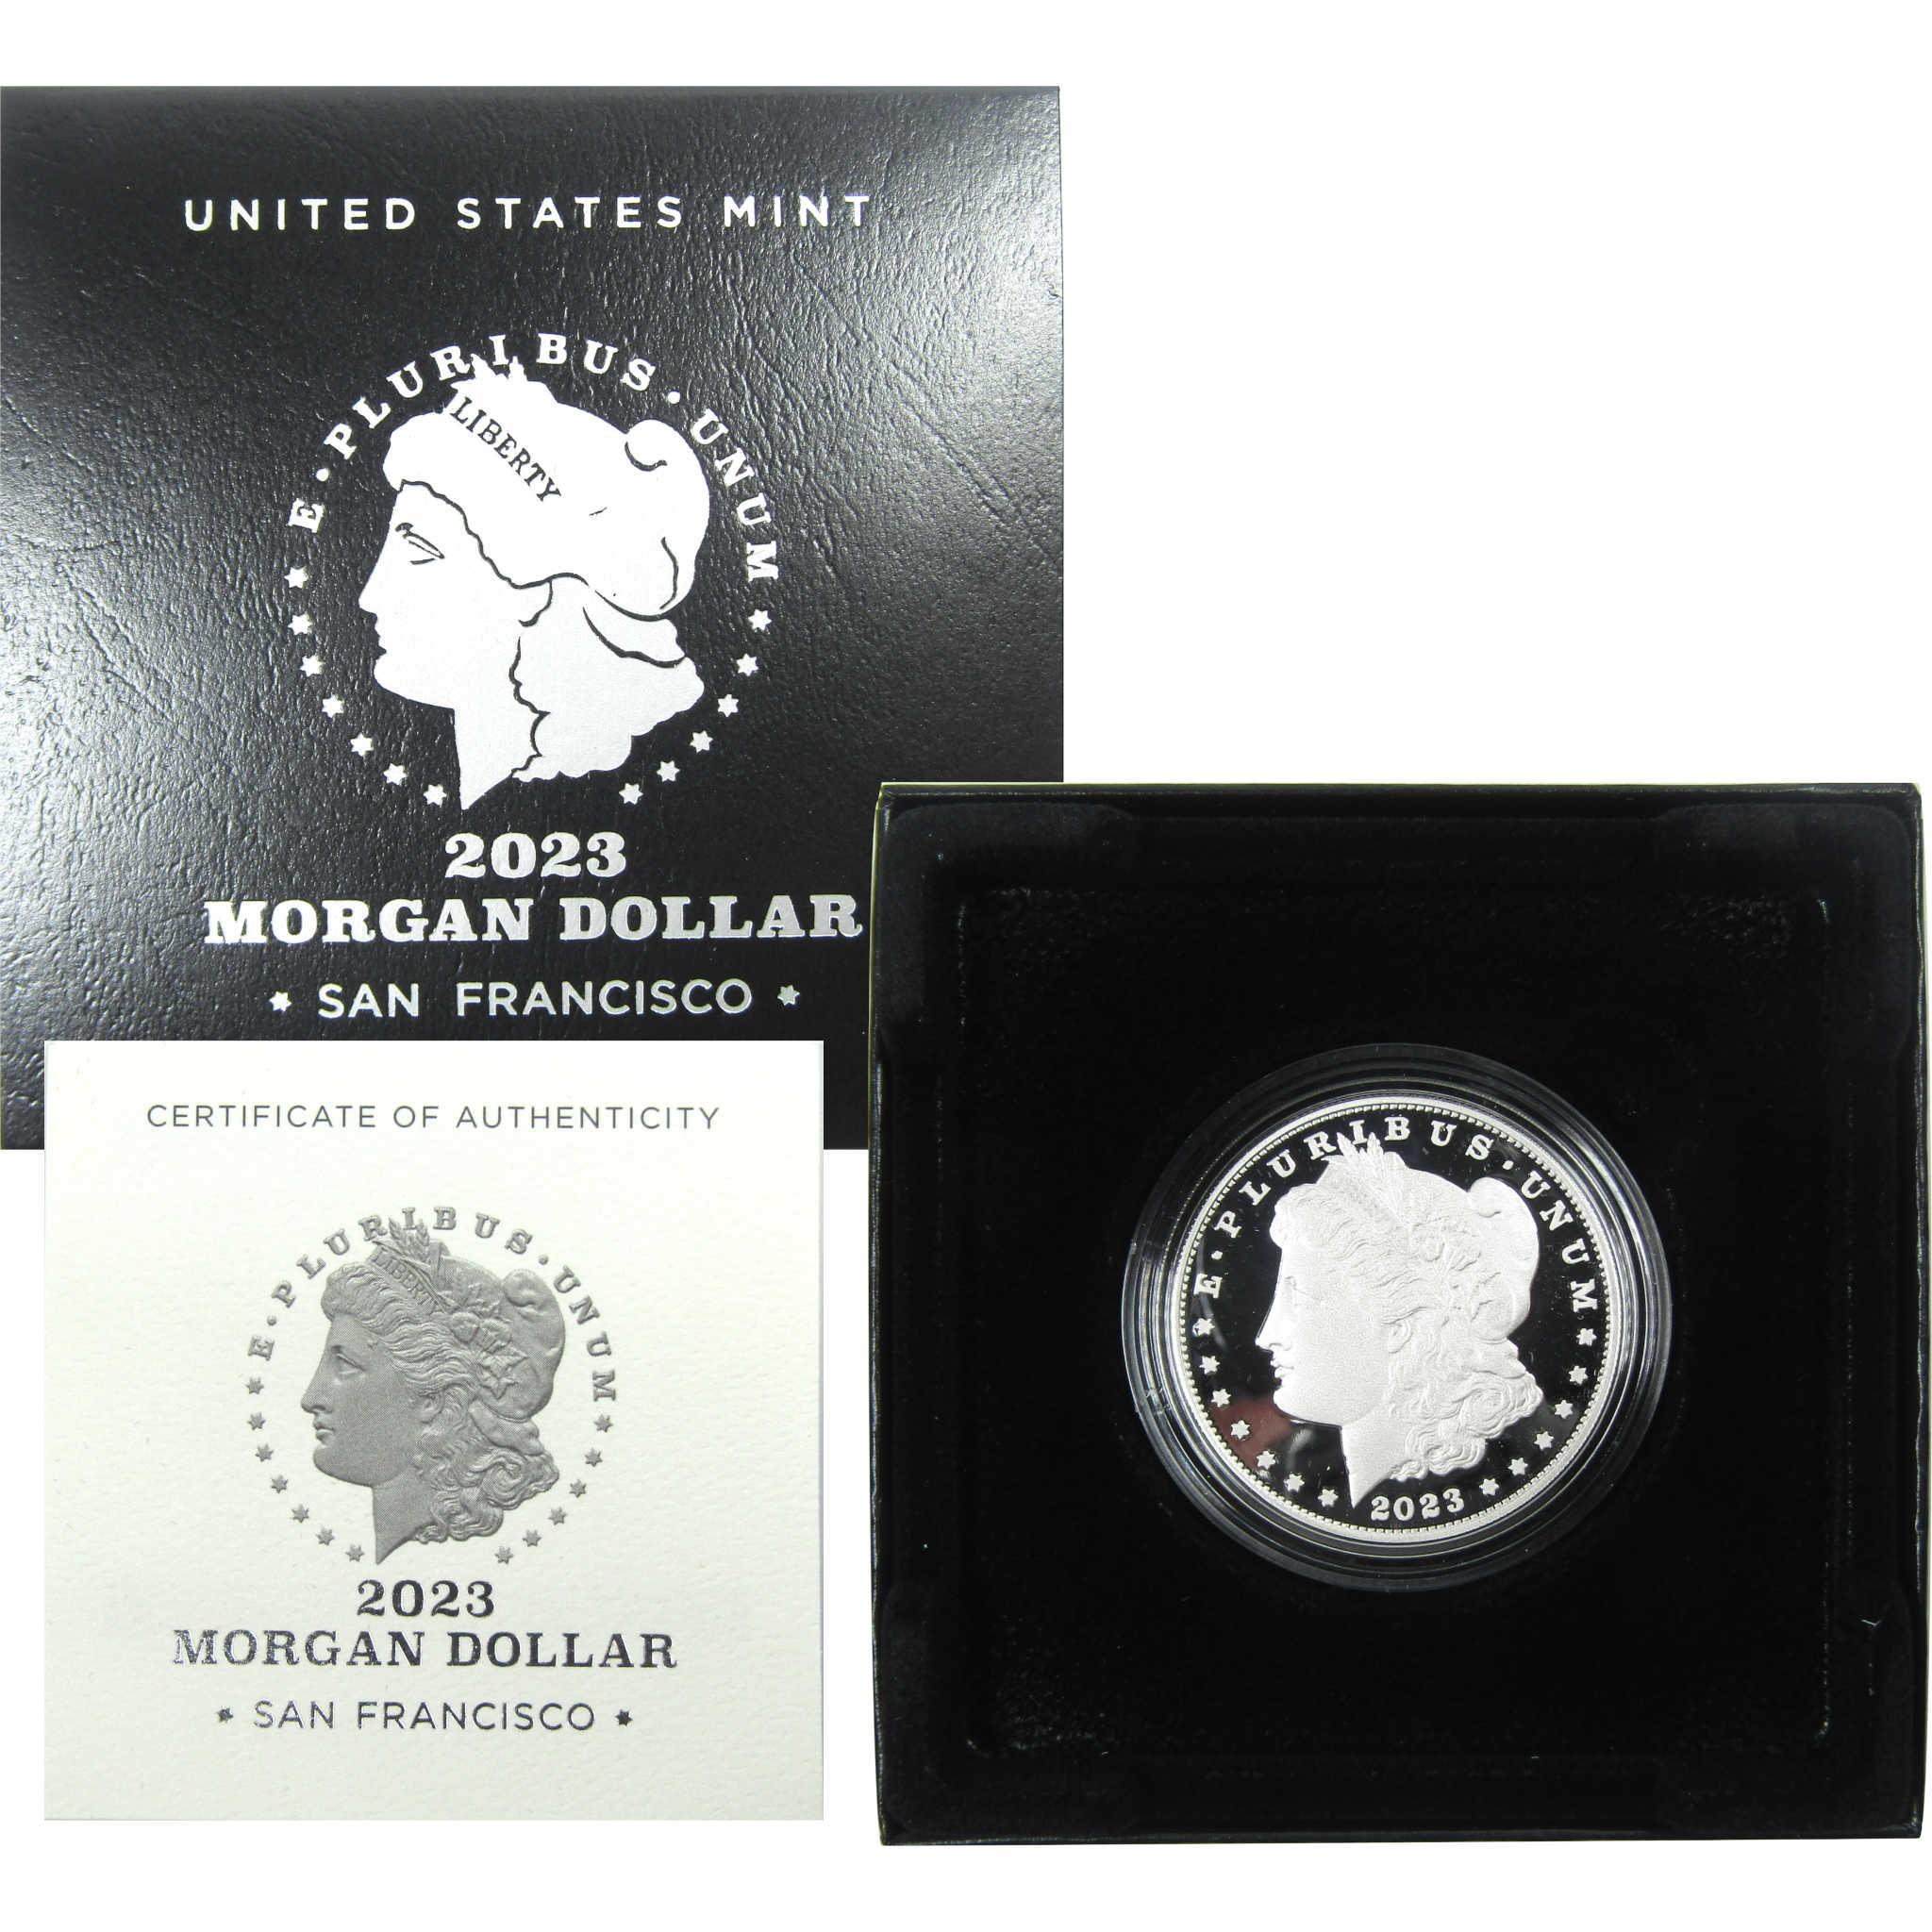 UNITED STATES MINT
E · PLURIBUS · UNUM
LIBERTY
2023
MORGAN DOLLAR
★ SAN FRANCISCO ★
CERTIFICATE OF AUTHENTICITY
E · PLURIBUS · UNUM
LIBERTY
2023
MORGAN DOLLAR
★ SAN FRANCISCO ★
E · PLURIBUS · UNUM
2023